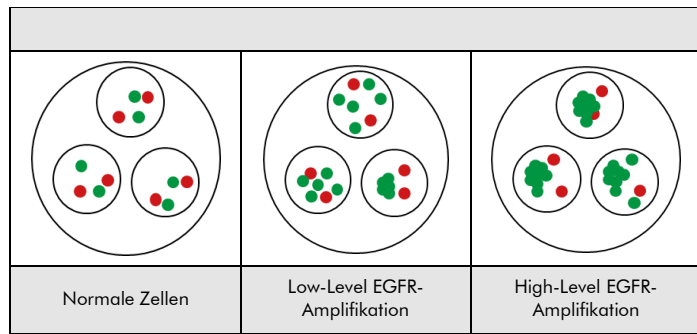 Normale Zellen
Low-Level EGFR-
Amplifikation
High-Level EGFR-
Amplifikation